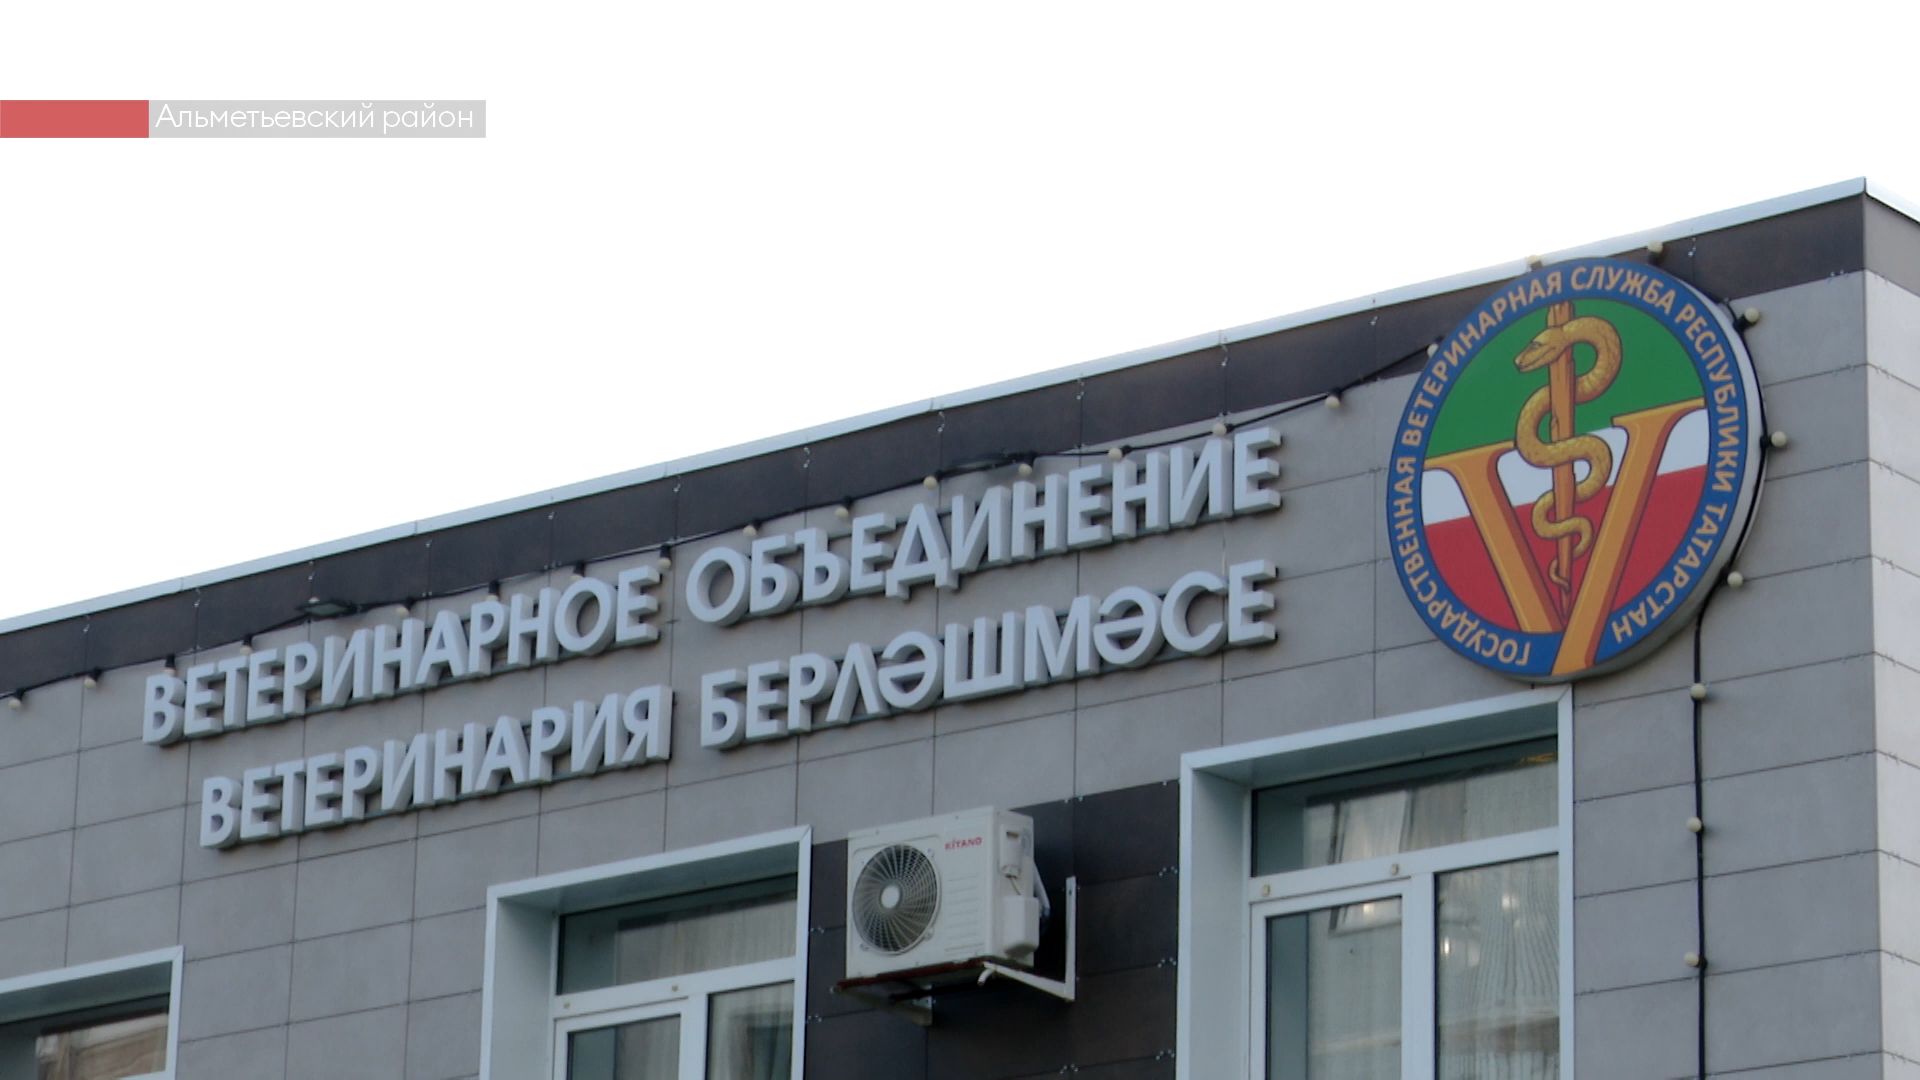 Альметьевский район
ВЕТЕРИНАРНОЕ ОБЪЕДИНЕНИЕ
ВЕТЕРИНАРИЯ БЕРЛӘШМӘСЕ
ГОСУДАРСТВЕННАЯ ВЕТЕРИНАРНАЯ СЛУЖБА РЕСПУБЛИКИ ТАТАРСТАН
V
KITANO